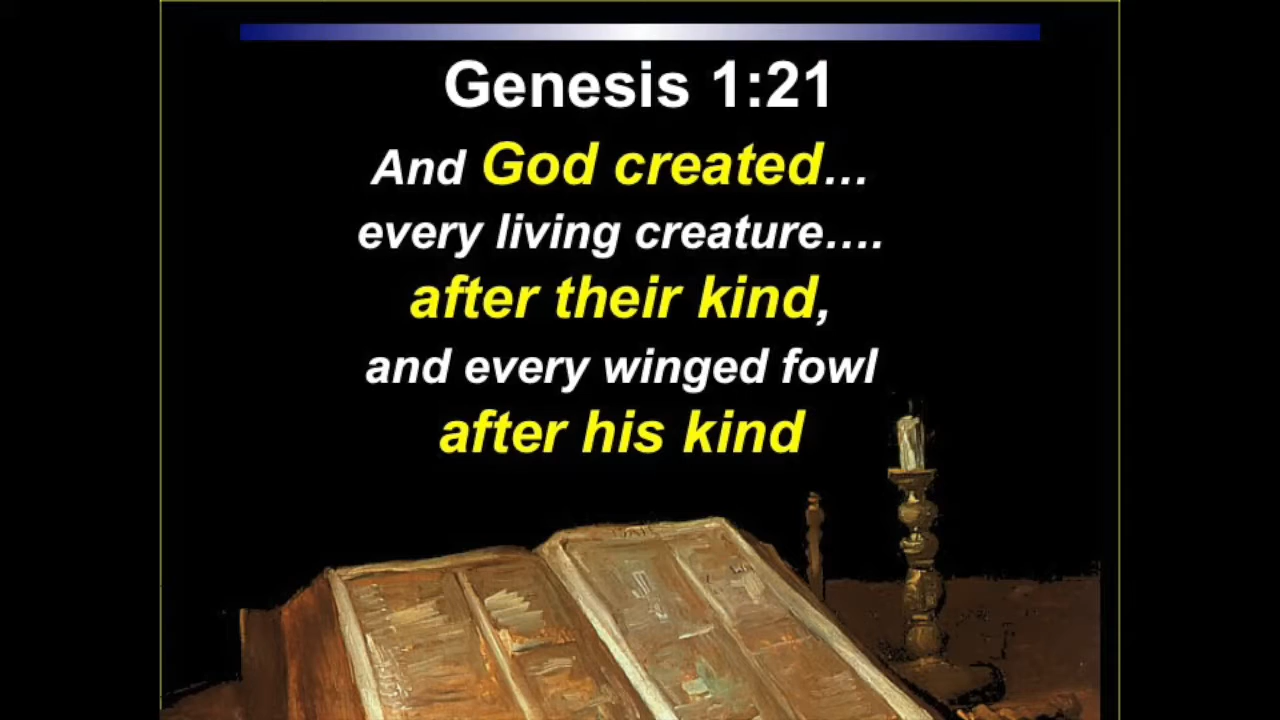 Genesis 1:21
And God created...
every living creature....
after their kind,
and every winged fowl
after his kind